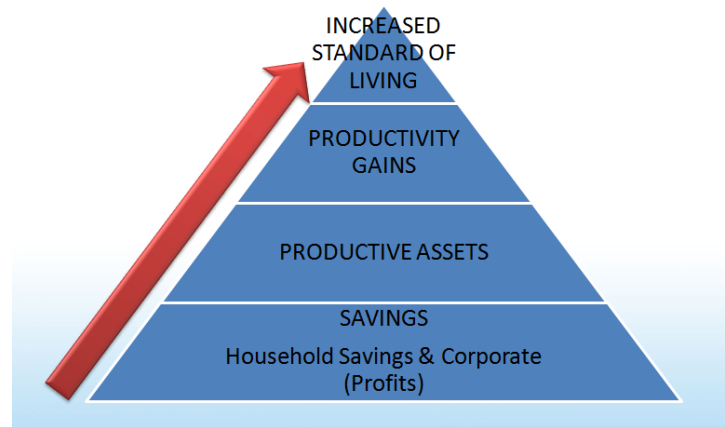 INCREASED
STANDARD OF
LIVING
PRODUCTIVITY
GAINS
PRODUCTIVE ASSETS
SAVINGS
Household Savings & Corporate
(Profits)